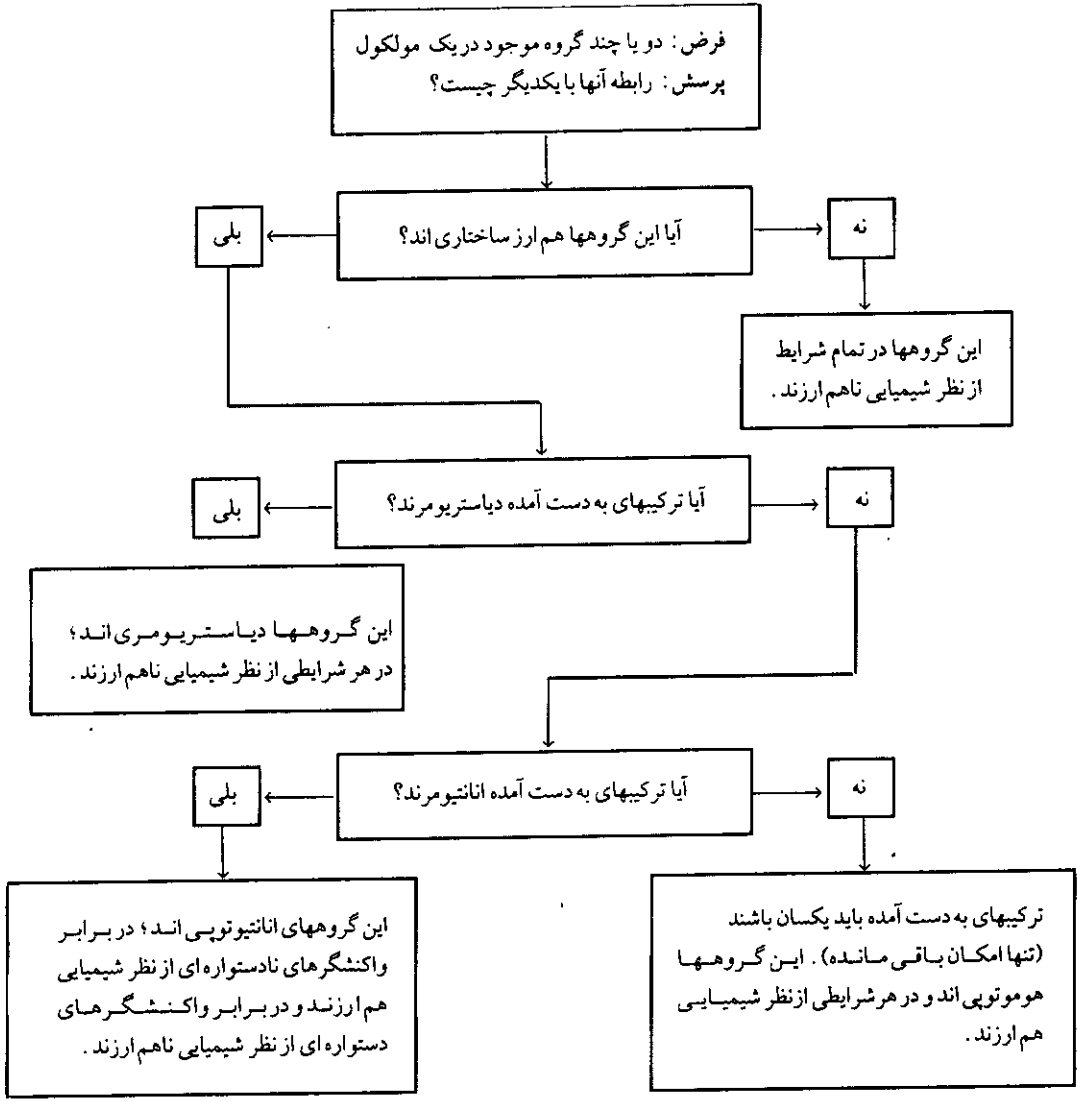 فرض: دو یا چند گروه موجود در یک مولکول
پرسش: رابطه آنها با یکدیگر چیست؟
آیا این گروهها هم ارز ساختاری اند؟
نه
بلی
این گروهها در تمام شرایط
از نظر شیمیایی ناهم ارزند.
آیا ترکیبهای به دست آمده دیاستریومرند؟
نه
بلی
این گروهها دیاستریومری اند؛
در هر شرایطی از نظر شیمیایی ناهم ارزند.
آیا ترکیبهای به دست آمده انانتیومرند؟
نه
بلی
ترکیبهای به دست آمده باید یکسان باشند
(تنها امکان باقی مانده). این گروهها
هوموتوپی اند و در هر شرایطی از نظر شیمیایی
هم ارزند.
این گروههای انانتیوتوپی اند؛ در برابر
واکنشگرهای نادستواره ای از نظر شیمیایی
هم ارزند و در برابر واکنشگرهای
دستواره ای از نظر شیمیایی ناهم ارزند.